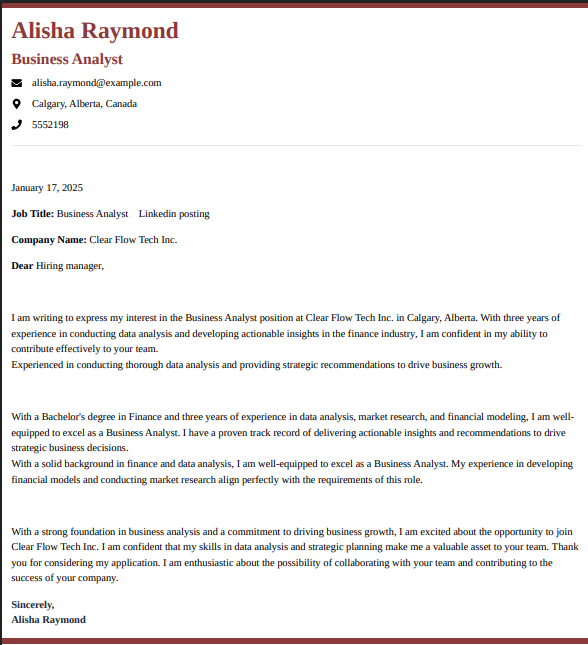 Alisha Raymond
Business Analyst
alisha.raymond@example.com
Calgary, Alberta, Canada
5552198
January 17, 2025
Job Title: Business Analyst Linkedin posting
Company Name: Clear Flow Tech Inc.
Dear Hiring manager,
I am writing to express my interest in the Business Analyst position at Clear Flow Tech Inc. in Calgary, Alberta. With three years of
experience in conducting data analysis and developing actionable insights in the finance industry, I am confident in my ability to
contribute effectively to your team.
Experienced in conducting thorough data analysis and providing strategic recommendations to drive business growth.
With a Bachelor's degree in Finance and three years of experience in data analysis, market research, and financial modeling, I am well-
equipped to excel as a Business Analyst. I have a proven track record of delivering actionable insights and recommendations to drive
strategic business decisions.
With a solid background in finance and data analysis, I am well-equipped to excel as a Business Analyst. My experience in developing
financial models and conducting market research align perfectly with the requirements of this role.
With a strong foundation in business analysis and a commitment to driving business growth, I am excited about the opportunity to join
Clear Flow Tech Inc. I am confident that my skills in data analysis and strategic planning make me a valuable asset to your team. Thank
you for considering my application. I am enthusiastic about the possibility of collaborating with your team and contributing to the
success of your company.
Sincerely,
Alisha Raymond